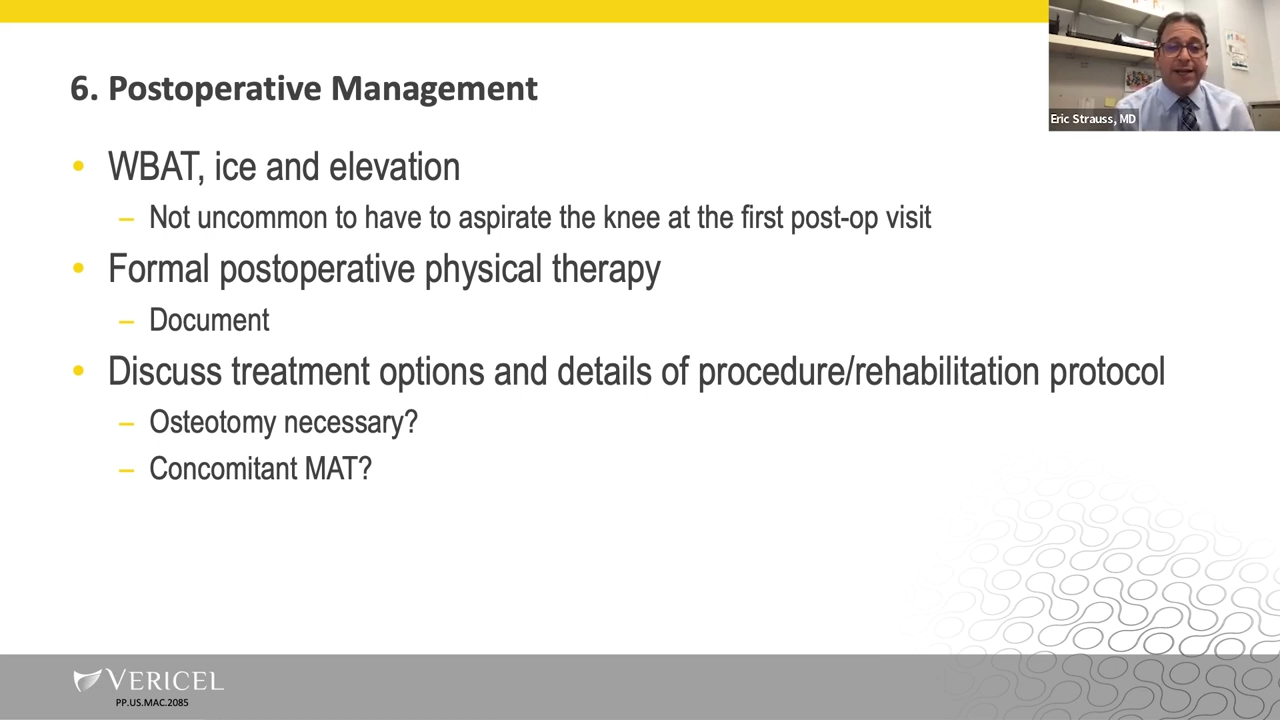 6. Postoperative Management
Eric Strauss, MD
• WBAT, ice and elevation
– Not uncommon to have to aspirate the knee at the first post-op visit
• Formal postoperative physical therapy
– Document
• Discuss treatment options and details of procedure/rehabilitation protocol
– Osteotomy necessary?
– Concomitant MAT?
VERICEL
PP.US.MAC.2085